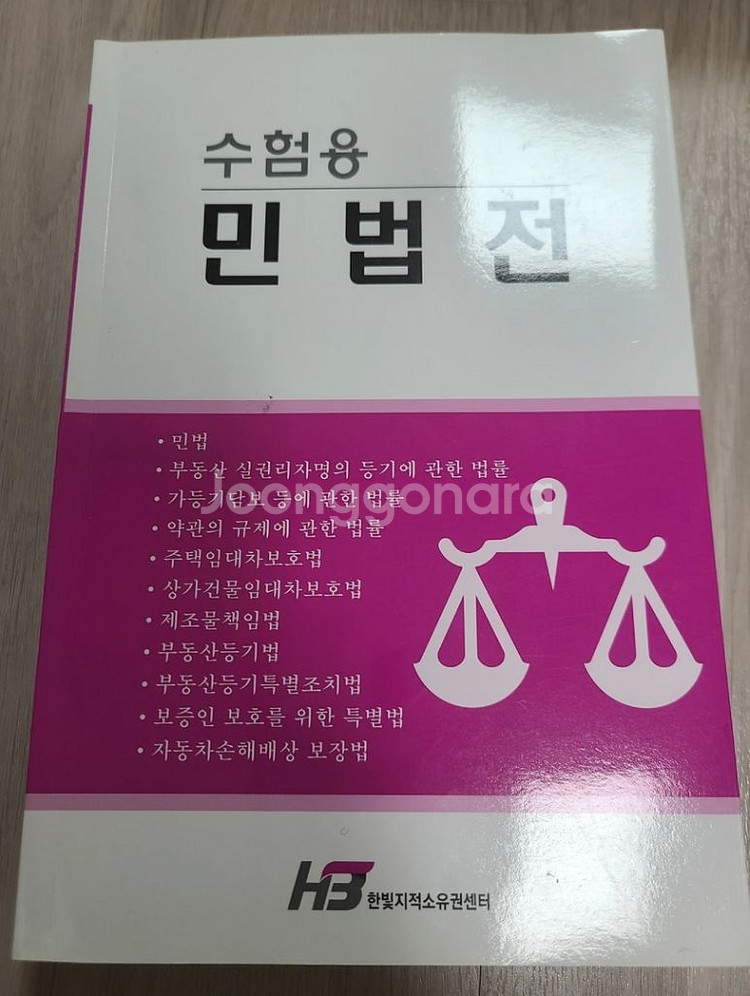 수험용
민법전
• 민법
• 부동산 실권리자명의 등기에 관한 법률
• 가등기담보 등에 관한 법률
• 약관의 규제에 관한 법률
• 주택임대차보호법
• 상가건물임대차보호법
• 제조물책임법
• 부동산등기법
• 부동산등기특별조치법
• 보증인 보호를 위한 특별법
• 자동차손해배상 보장법
Joonggonara
HB 한빛지적소유권센터